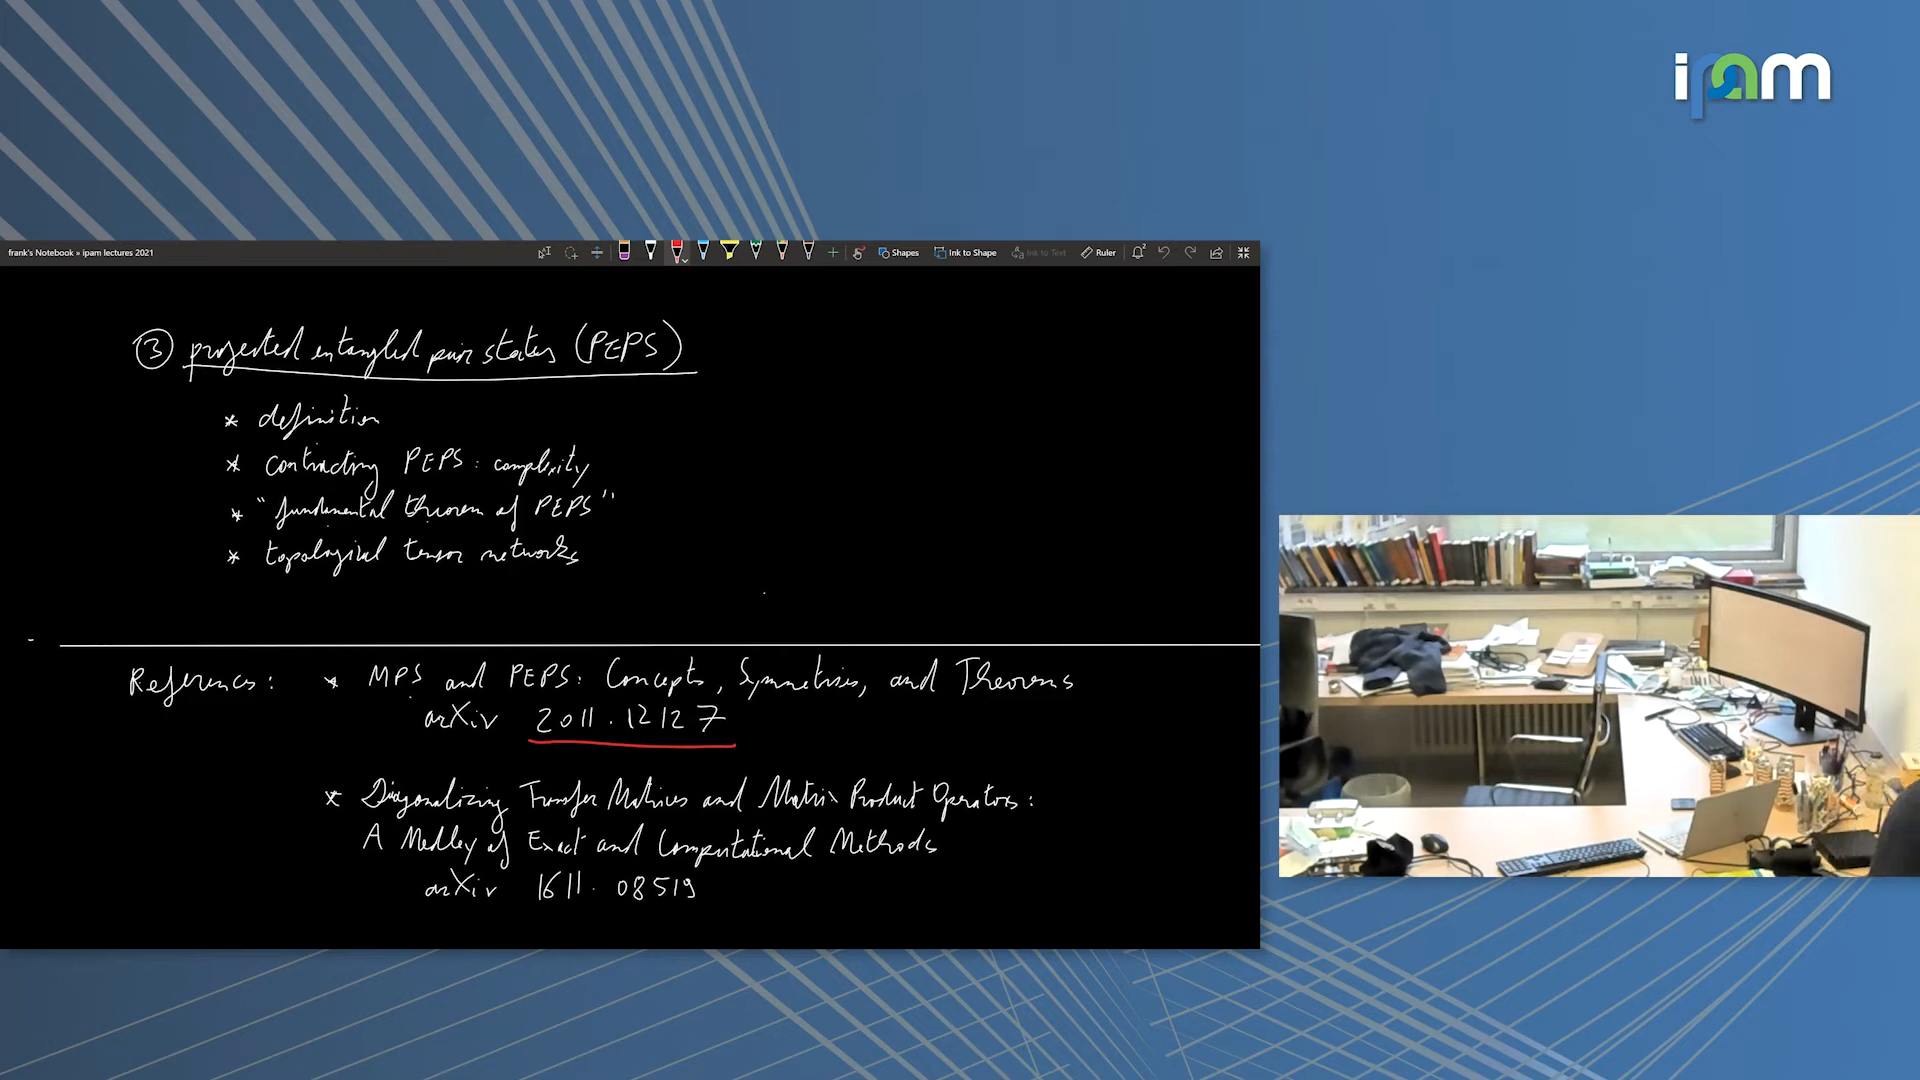 ipam
frank's Notebook » ipam lectures 2021
Shapes
Ink to Shape
Ink to Text
Ruler
③ projected entangled pair states (PEPS)
* definition
* contracting PEPS : complexity
* "fundamental theorem of PEPS"
* topological tensor networks
References : * MPS and PEPS : Concepts, Symmetries, and Theorems
arXiv 2011.12127
* Diagonalizing Transfer Matrices and Matrix Product Operators :
A Medley of Exact and Computational Methods
arXiv 1611.08519